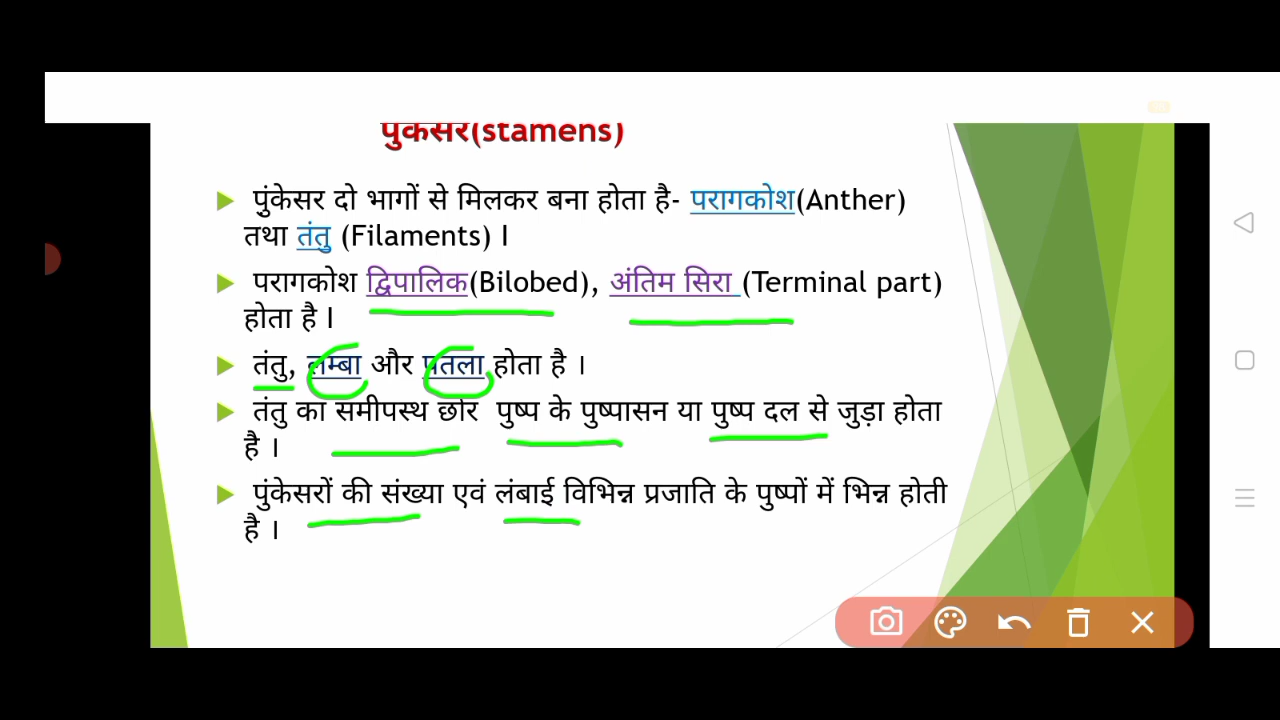 पुंकेसर(stamens)
पुंकेसर दो भागों से मिलकर बना होता है- परागकोश(Anther)
तथा तंतु (Filaments) I
परागकोश द्विपालिक(Bilobed), अंतिम सिरा (Terminal part)
होता है I
तंतु, लम्बा और पतला होता है ।
तंतु का समीपस्थ छोर पुष्प के पुष्पासन या पुष्प दल से जुड़ा होता
है ।
पुंकेसरों की संख्या एवं लंबाई विभिन्न प्रजाति के पुष्पों में भिन्न होती
है ।